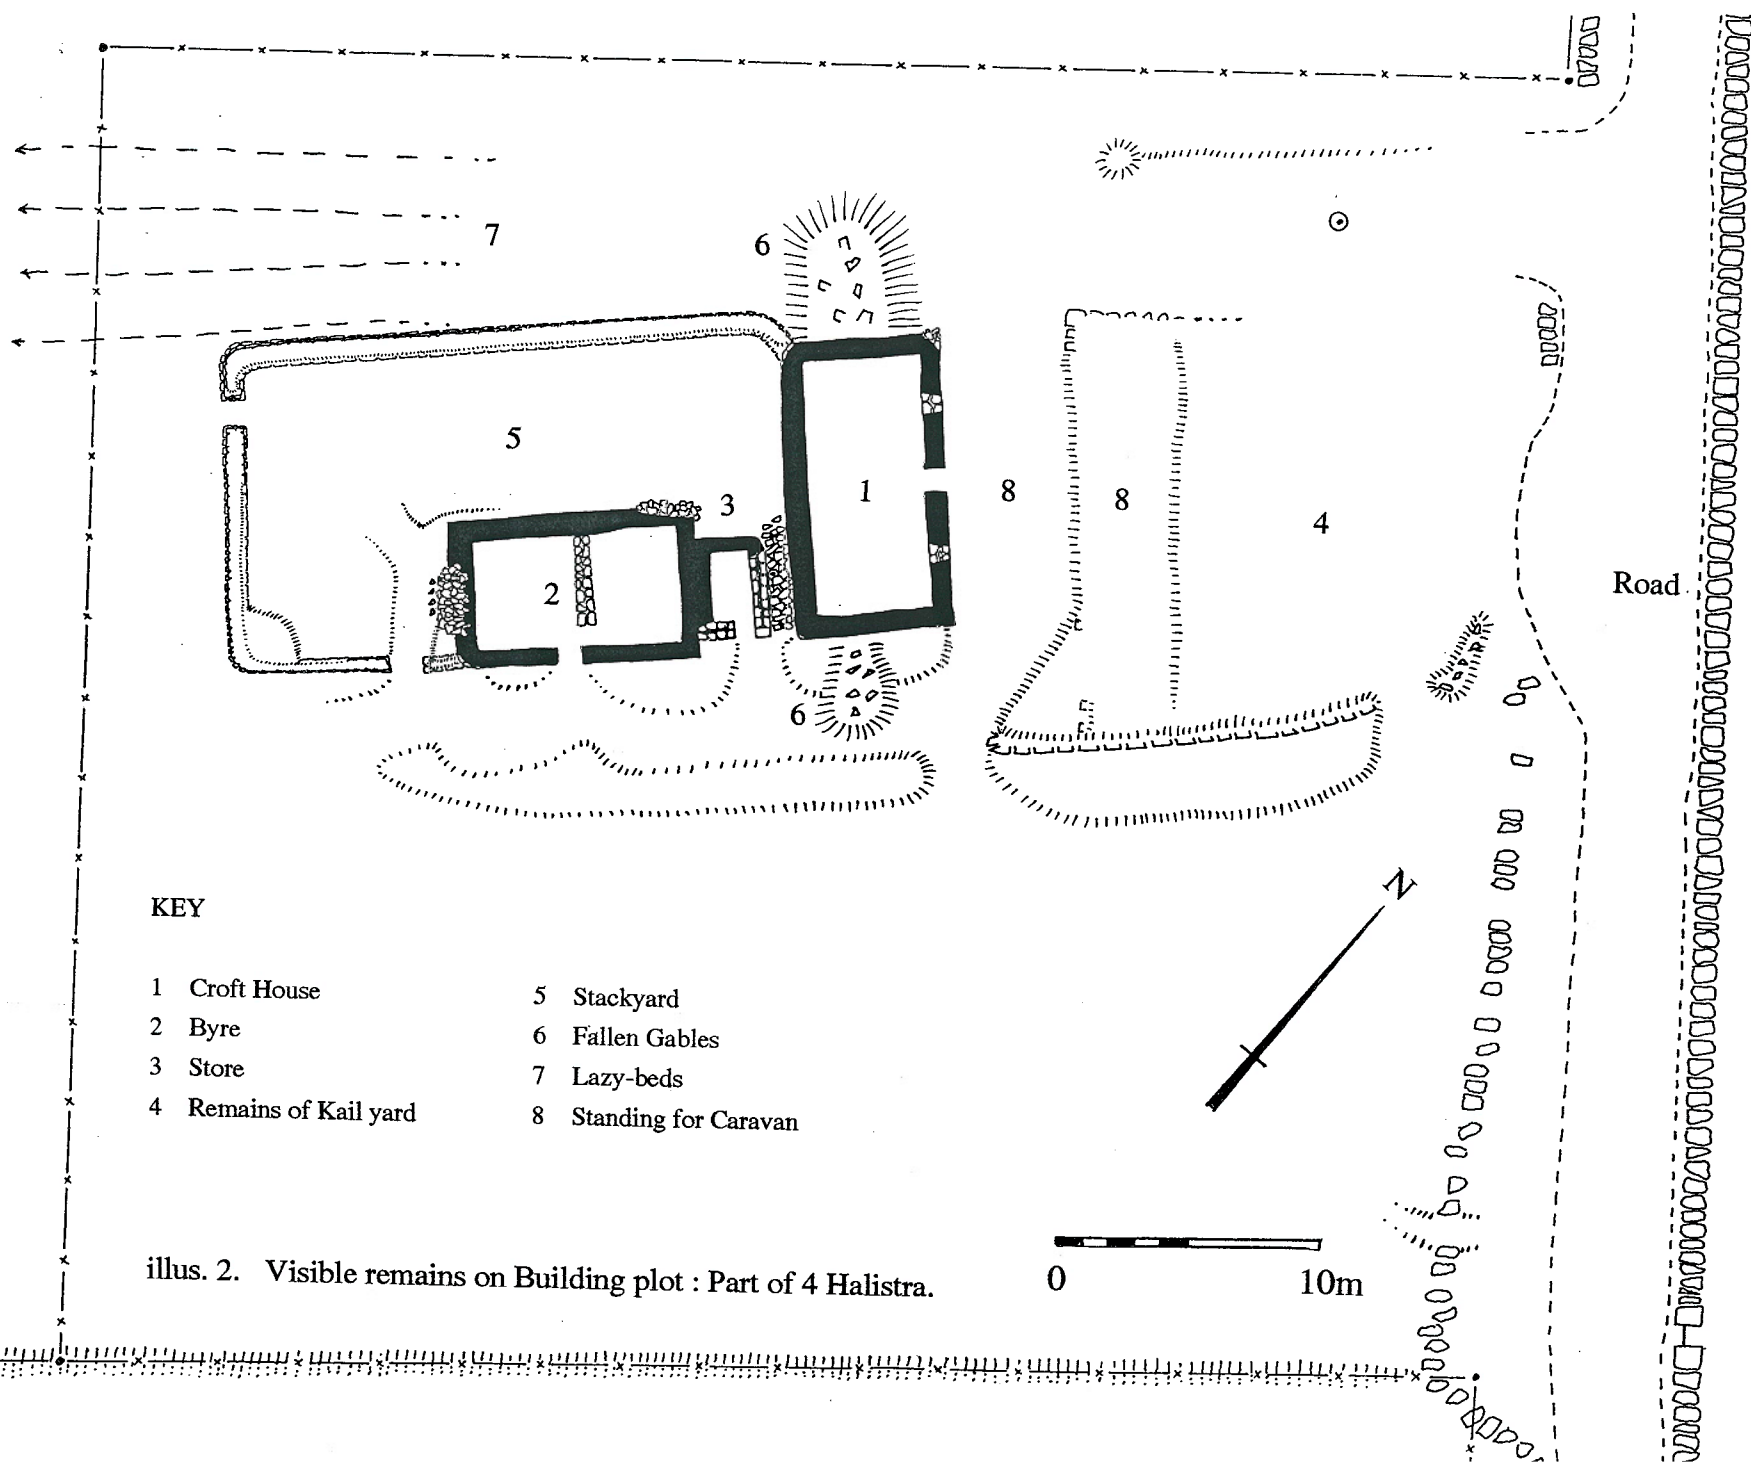 7
6
5
3
1
8
8
4
2
Road
6
N
KEY
1 Croft House
2 Byre
3 Store
4 Remains of Kail yard
5 Stackyard
6 Fallen Gables
7 Lazy-beds
8 Standing for Caravan
0 10m
illus. 2. Visible remains on Building plot : Part of 4 Halistra.